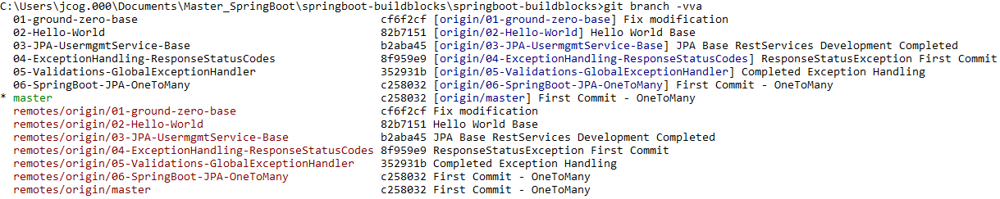 C:\Users\jcog.000\Documents\Master_SpringBoot\springboot-buildblocks\springboot-buildblocks>git branch -vva
01-ground-zero-base cf6f2cf [origin/01-ground-zero-base] Fix modification
02-Hello-World 82b7151 [origin/02-Hello-World] Hello World Base
03-JPA-UsermgmtService-Base b2aba45 [origin/03-JPA-UsermgmtService-Base] JPA Base RestServices Development Completed
04-ExceptionHandling-ResponseStatusCodes 8f959e9 [origin/04-ExceptionHandling-ResponseStatusCodes] ResponseStatusException First Commit
05-Validations-GlobalExceptionHandler 352931b [origin/05-Validations-GlobalExceptionHandler] Completed Exception Handling
06-SpringBoot-JPA-OneToMany c258032 [origin/06-SpringBoot-JPA-OneToMany] First Commit - OneToMany
* master c258032 [origin/master] First Commit - OneToMany
remotes/origin/01-ground-zero-base cf6f2cf Fix modification
remotes/origin/02-Hello-World 82b7151 Hello World Base
remotes/origin/03-JPA-UsermgmtService-Base b2aba45 JPA Base RestServices Development Completed
remotes/origin/04-ExceptionHandling-ResponseStatusCodes 8f959e9 ResponseStatusException First Commit
remotes/origin/05-Validations-GlobalExceptionHandler 352931b Completed Exception Handling
remotes/origin/06-SpringBoot-JPA-OneToMany c258032 First Commit - OneToMany
remotes/origin/master c258032 First Commit - OneToMany